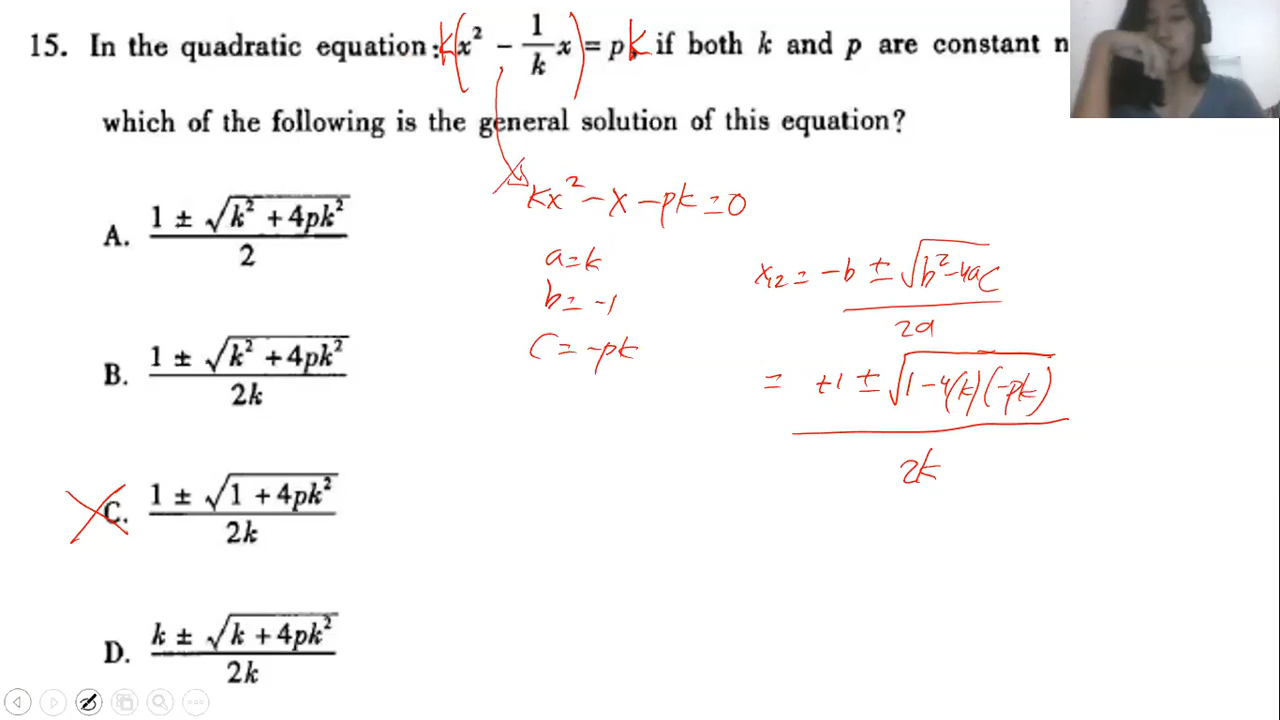 15. In the quadratic equation: k(x² − 1/k x) = pk, if both k and p are constant n
which of the following is the general solution of this equation?
kx² − x − pk = 0
A. (1 ± √(k² + 4pk²))/2
a = k
b = −1
c = −pk
x₁₂ = (−b ± √(b² − 4ac))/2a
= (+1 ± √(1 − 4(k)(−pk)))/2k
B. (1 ± √(k² + 4pk²))/2k
C. (1 ± √(1 + 4pk²))/2k
D. (k ± √(k + 4pk²))/2k